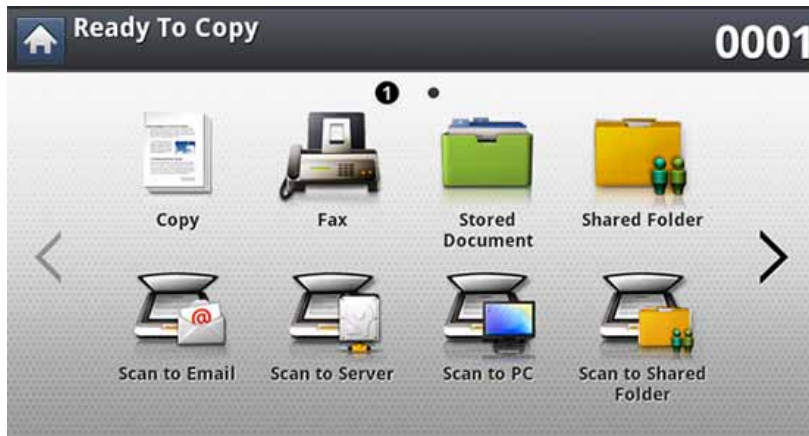 Ready To Copy
0001
1
Copy
Fax
Stored
Document
Shared Folder
@
Scan to Email
Scan to Server
Scan to PC
Scan to Shared
Folder